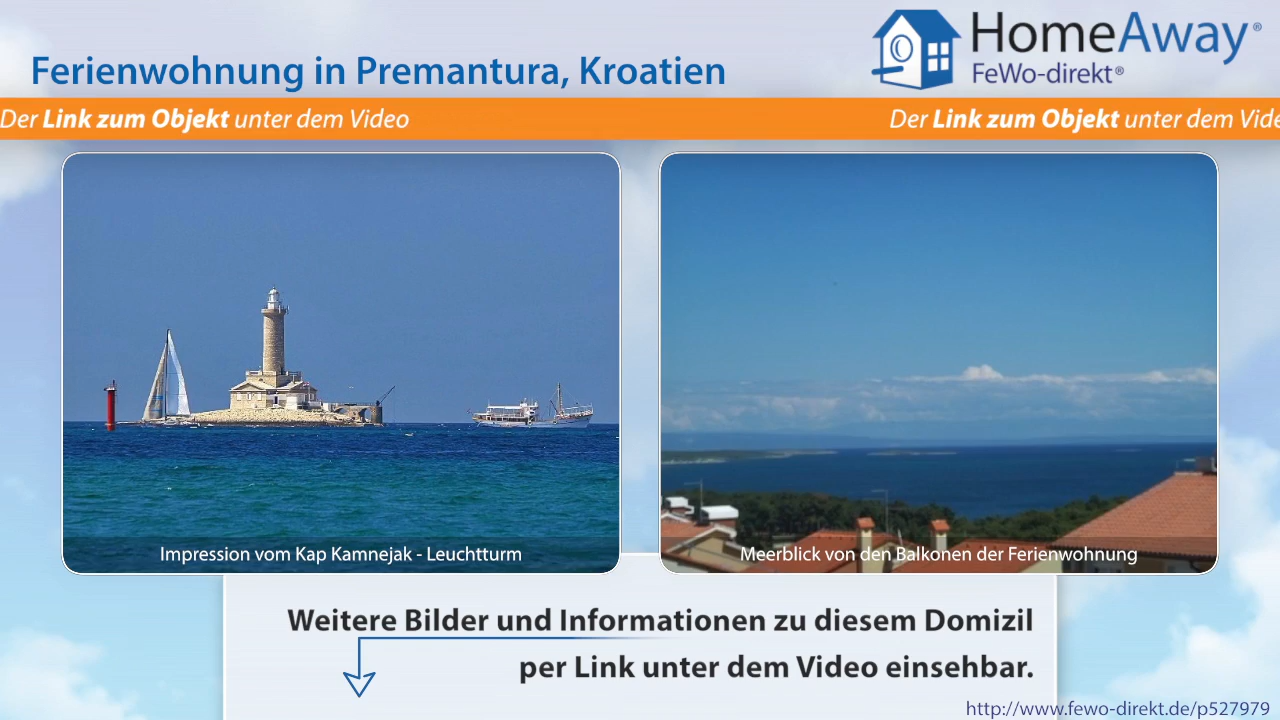 HomeAway®
FeWo-direkt®
Ferienwohnung in Premantura, Kroatien
Der Link zum Objekt unter dem Video
Der Link zum Objekt unter dem Vide
Impression vom Kap Kamnejak - Leuchtturm
Meerblick von den Balkonen der Ferienwohnung
Weitere Bilder und Informationen zu diesem Domizil
per Link unter dem Video einsehbar.
http://www.fewo-direkt.de/p527979